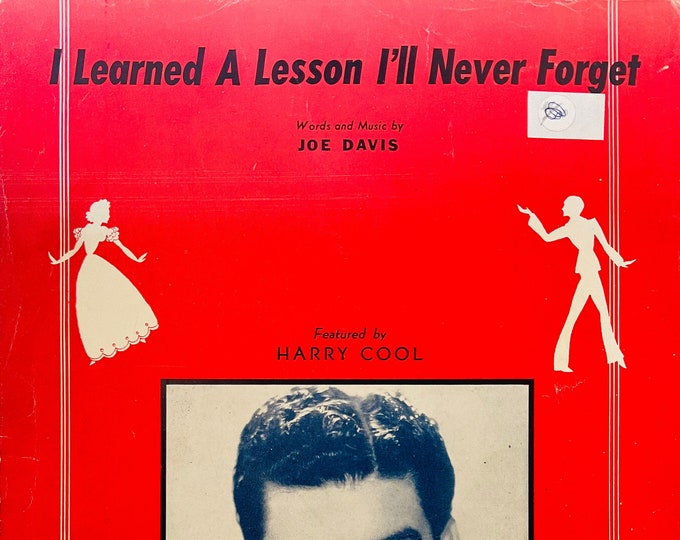 I Learned A Lesson I'll Never Forget
Words and Music by
JOE DAVIS
Featured by
HARRY COOL